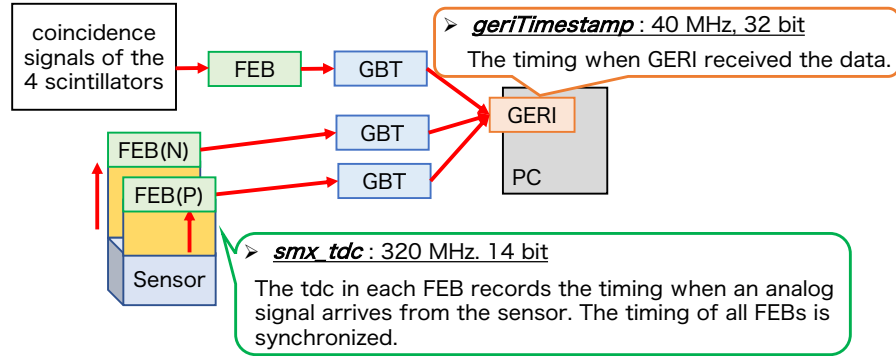 coincidence
signals of the
4 scintillators
FEB
GBT
➢ geriTimestamp : 40 MHz, 32 bit
The timing when GERI received the data.
GERI
PC
FEB(N)
GBT
FEB(P)
GBT
Sensor
➢ smx_tdc : 320 MHz. 14 bit
The tdc in each FEB records the timing when an analog
signal arrives from the sensor. The timing of all FEBs is
synchronized.